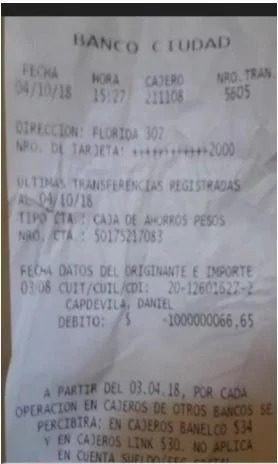 BANCO CIUDAD
FECHA HORA CAJERO NRO.TRAN.
04/10/18 15:27 211108 5605
DIRECCION: FLORIDA 302
NRO. DE TARJETA: ************2000
ULTIMAS TRANSFERENCIAS REGISTRADAS
AL 04/10/18
TIPO CTA : CAJA DE AHORROS PESOS
NRO. CTA : 50175217083
FECHA DATOS DEL ORIGINANTE E IMPORTE
03/08 CUIT/CUIL/CDI: 20-12601627-2
CAPDEVILA, DANIEL
DEBITO: $ -1000000066,65
A PARTIR DEL 03.04.18, POR CADA
OPERACION EN CAJEROS DE OTROS BANCOS SE
PERCIBIRA: EN CAJEROS BANELCO $34
Y EN CAJEROS LINK $30. NO APLICA
EN CUENTA SUELDO/